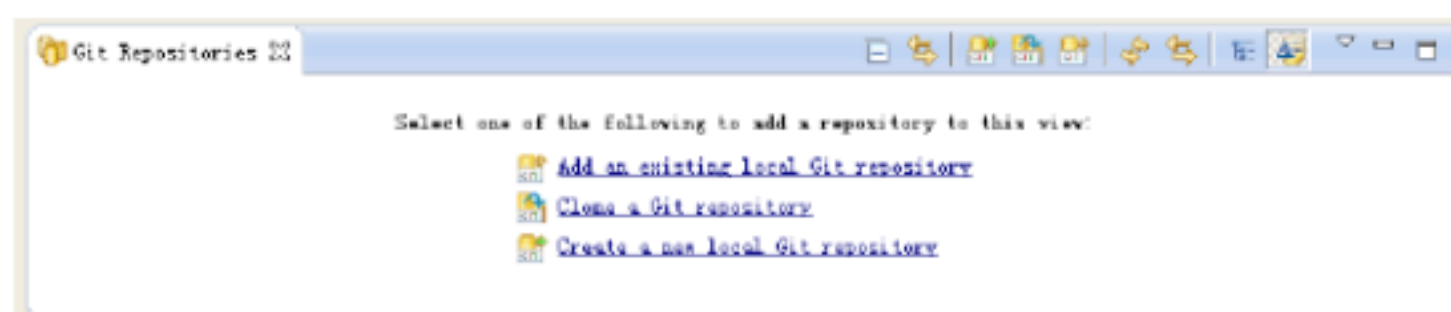 Git Repositories
Select one of the following to add a repository to this view:
Add an existing local Git repository
Clone a Git repository
Create a new local Git repository